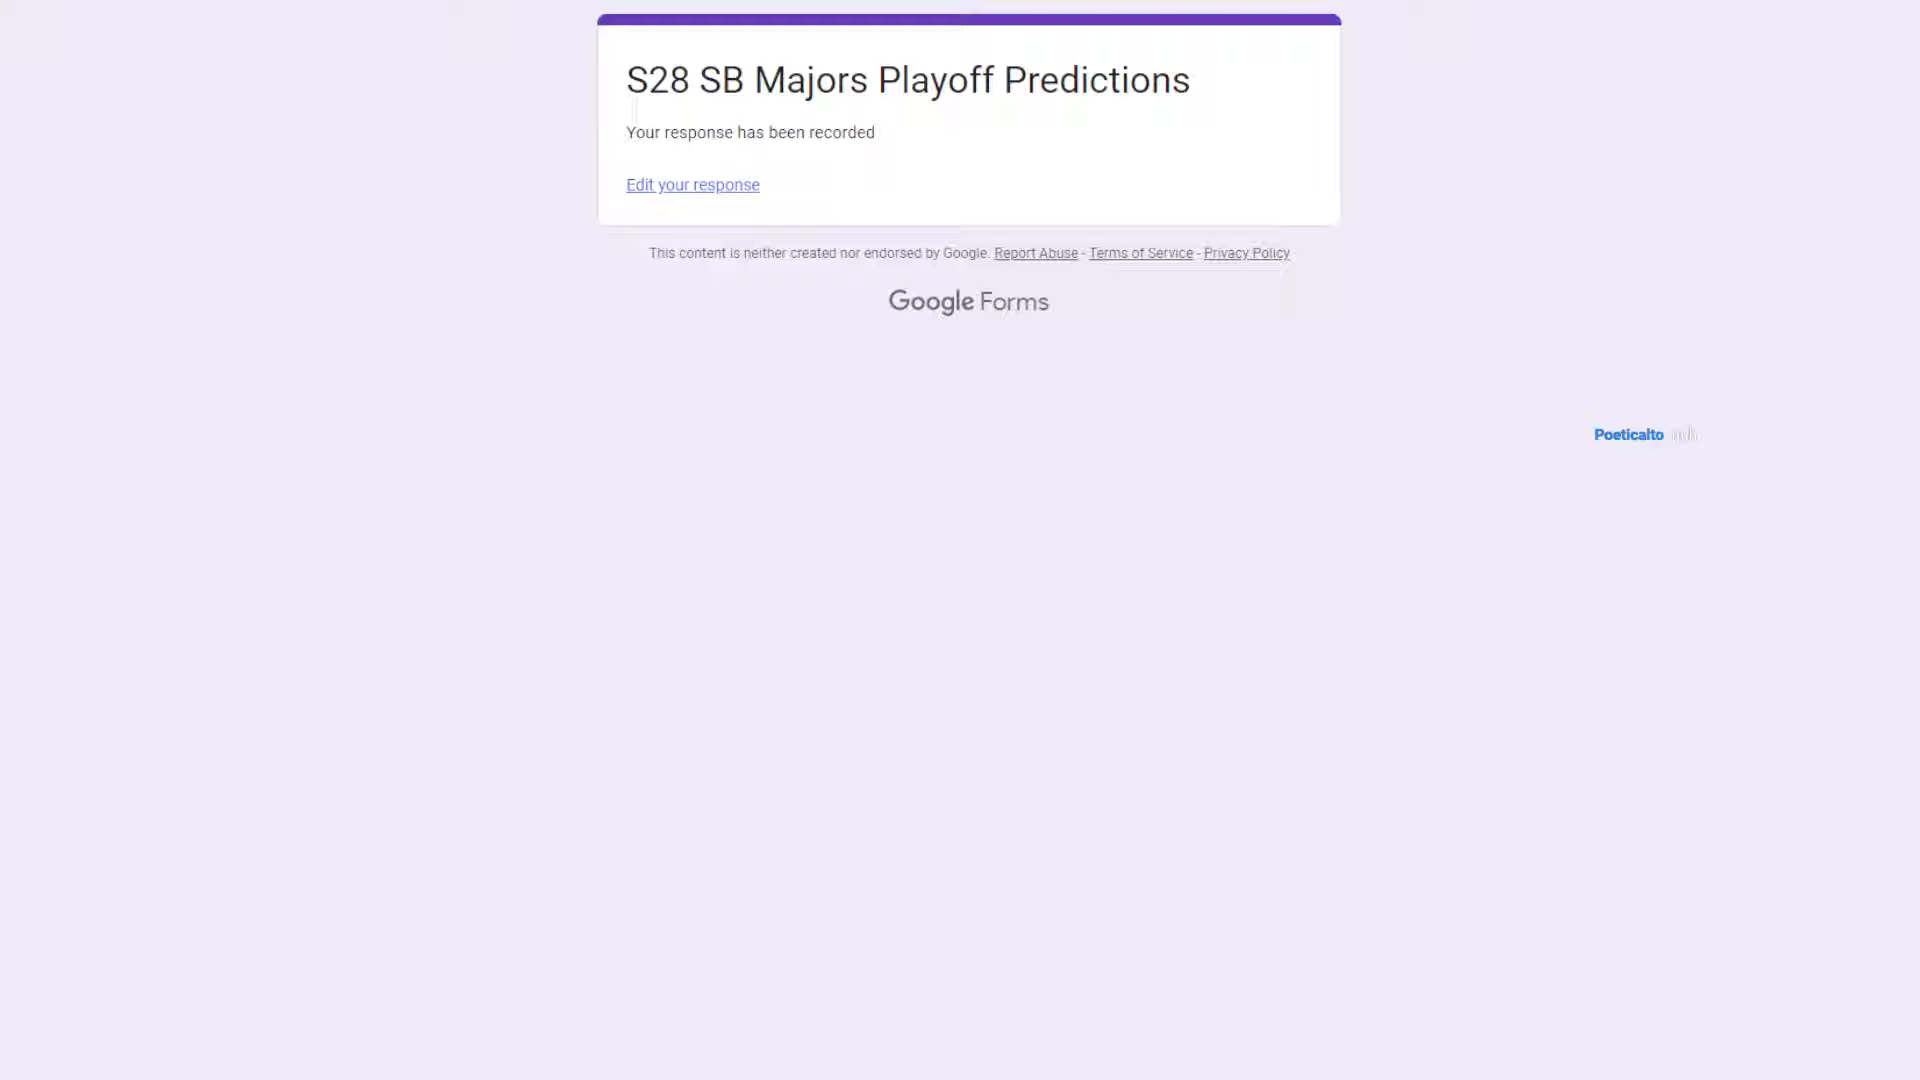 S28 SB Majors Playoff Predictions
Your response has been recorded
Edit your response
This content is neither created nor endorsed by Google. Report Abuse - Terms of Service - Privacy Policy
Google Forms
Poeticalto